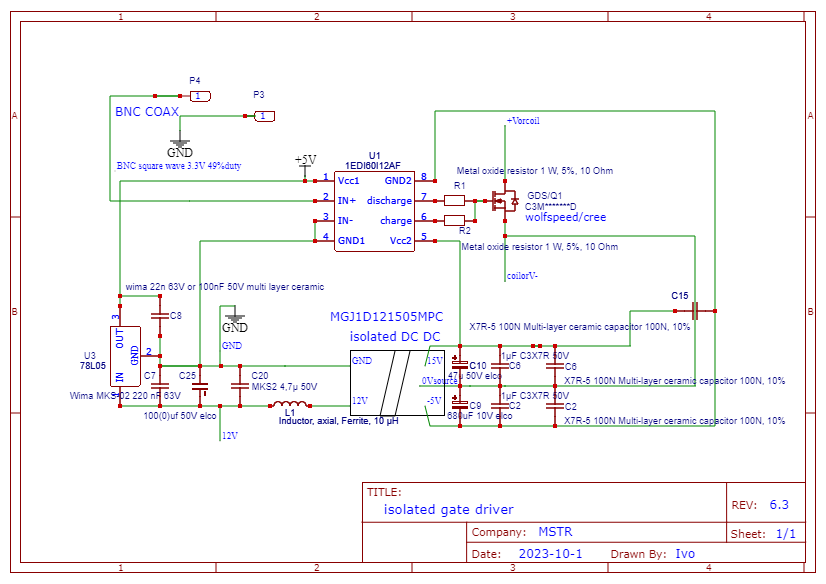 1 2 3 4
A A
P4
1
P3
1
BNC COAX
+Vorcoil
GND
BNC square wave 3.3V 49%duty
+5V
U1
1EDI60I12AF
Metal oxide resistor 1 W, 5%, 10 Ohm
1 Vcc1 GND2 8
2 IN+ discharge 7
3 IN- charge 6
4 GND1 Vcc2 5
R1
R2
GDS/Q1
C3M*******D
wolfspeed/cree
Metal oxide resistor 1 W, 5%, 10 Ohm
coilorV-
wima 22n 63V or 100nF 50V multi layer ceramic
C15
B B
C8
GND
GND
MGJ1D121505MPC
isolated DC DC
X7R-5 100N Multi-layer ceramic capacitor 100N, 10%
3
OUT
U3
78L05
GND
2
IN
1
GND
15V
0Vsource
12V
-5V
C10
47u 50V elco
1µF C3X7R 50V
C6
C6
X7R-5 100N Multi-layer ceramic capacitor 100N, 10%
C7
C25
C20
MKS2 4,7µ 50V
Wima MKS-02 220 nF 63V
100(0)uf 50V elco
L1
Inductor, axial, Ferrite, 10 µH
12V
C9
680uF 10V elco
1µF C3X7R 50V
C2
C2
X7R-5 100N Multi-layer ceramic capacitor 100N, 10%
TITLE:
isolated gate driver
REV: 6.3
Company: MSTR
Sheet: 1/1
Date: 2023-10-1 Drawn By: Ivo
1 2 3 4